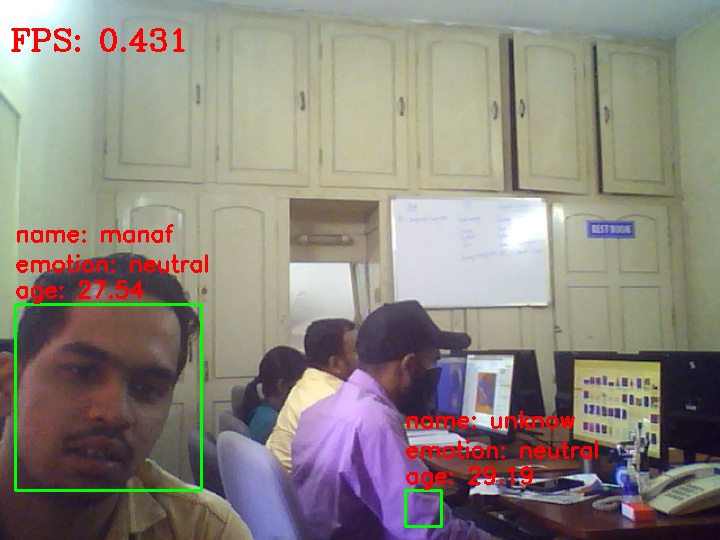 FPS: 0.431
REST ROOM
name: manaf
emotion: neutral
age: 27.54
name: unknow
emotion: neutral
age: 29.19